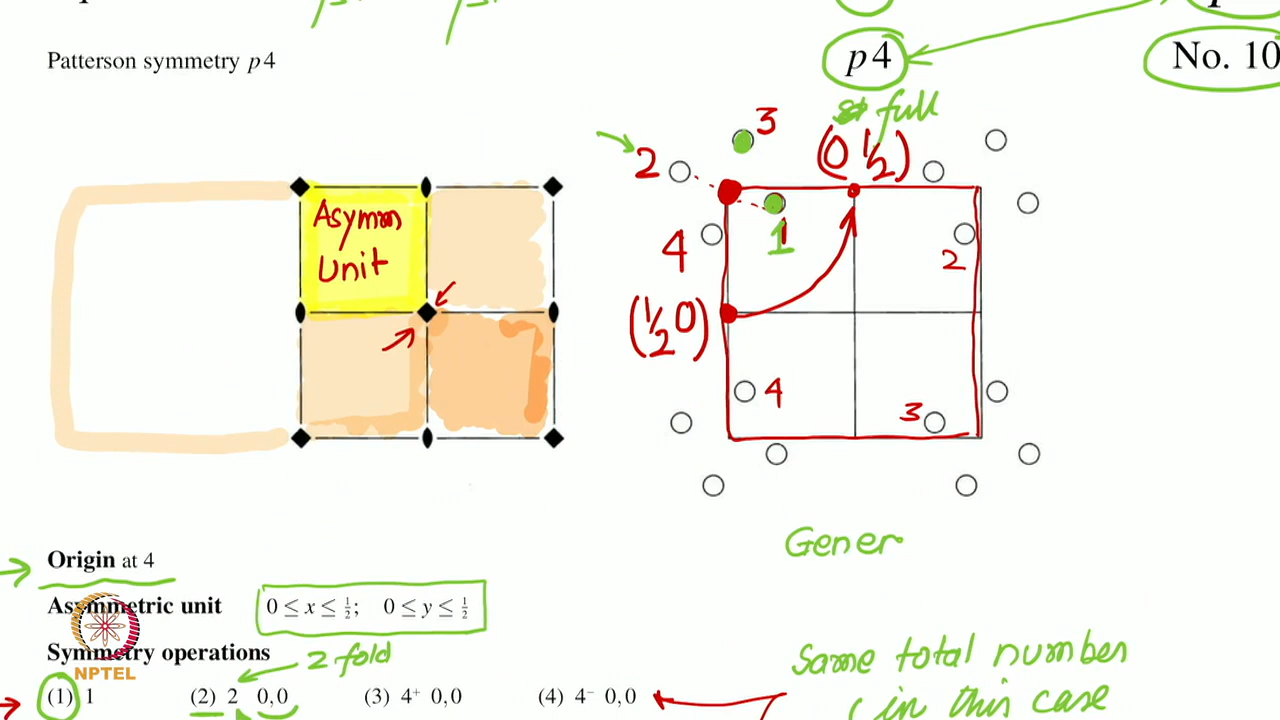 Patterson symmetry p4
p4
No. 10
full
3
2
(0 ½)
Asymm
Unit
1
4
2
(½ 0)
4
3
Gener
Origin at 4
Asymmetric unit 0 ≤ x ≤ ½; 0 ≤ y ≤ ½
Symmetry operations
2 fold
Same total number
(1) 1 (2) 2 0,0 (3) 4⁺ 0,0 (4) 4⁻ 0,0
in this case
NPTEL